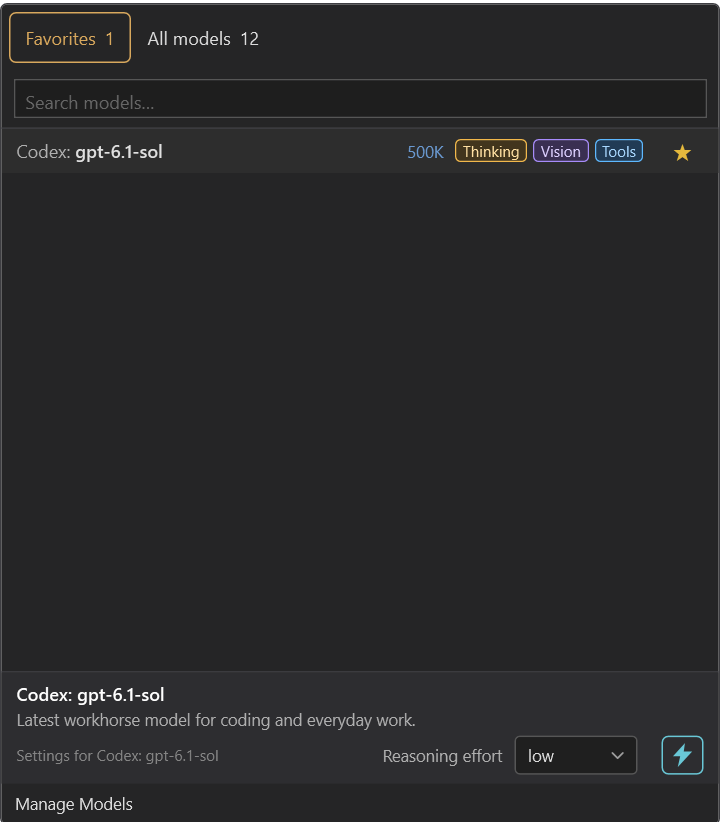 Favorites 1 All models 12
Search models...
Codex: gpt-6.1-sol 500K Thinking Vision Tools
Codex: gpt-6.1-sol
Latest workhorse model for coding and everyday work.
Settings for Codex: gpt-6.1-sol Reasoning effort low
Manage Models